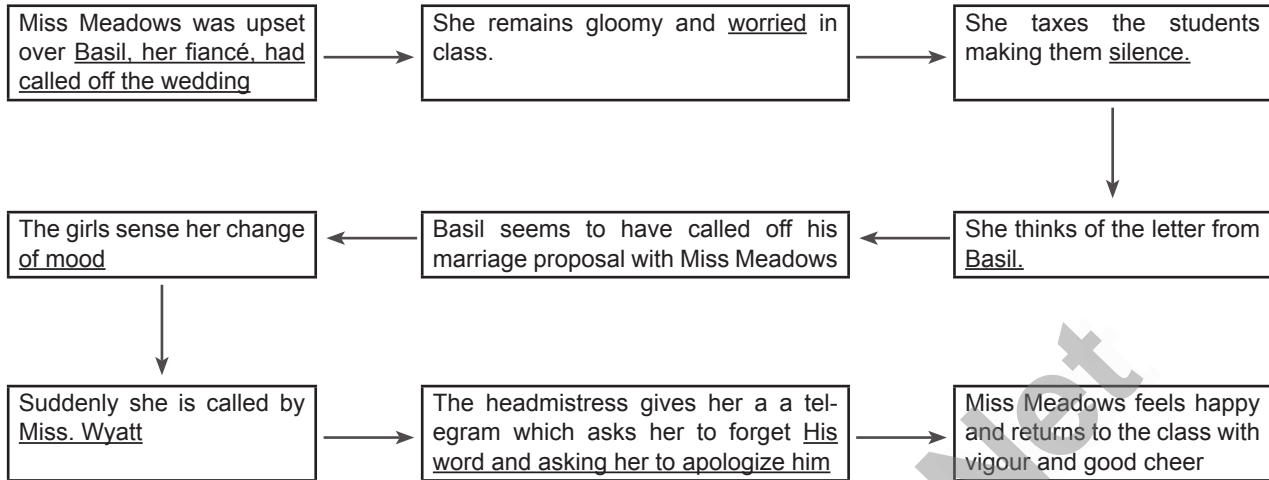 Miss Meadows was upset
over Basil, her fiancé, had
called off the wedding
She remains gloomy and worried in
class.
She taxes the students
making them silence.
She thinks of the letter from
Basil.
Basil seems to have called off his
marriage proposal with Miss Meadows
The girls sense her change
of mood
Suddenly she is called by
Miss. Wyatt
The headmistress gives her a a tel-
egram which asks her to forget His
word and asking her to apologize him
Miss Meadows feels happy
and returns to the class with
vigour and good cheer
Net